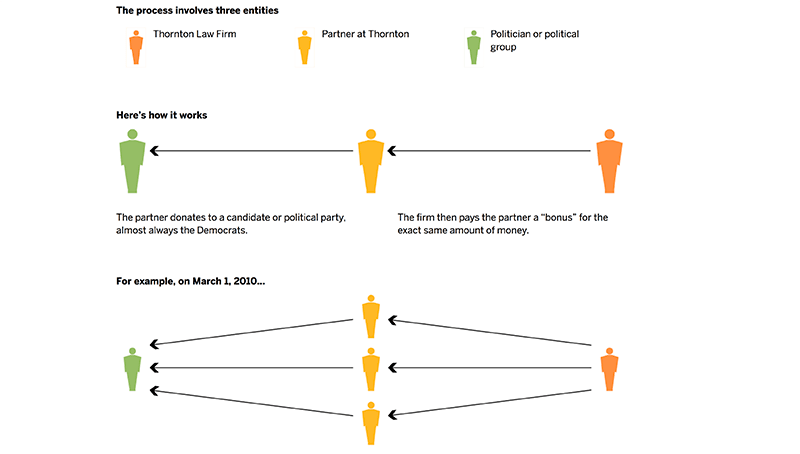 The process involves three entities
Thornton Law Firm
Partner at Thornton
Politician or political
group
Here's how it works
The partner donates to a candidate or political party,
almost always the Democrats.
The firm then pays the partner a “bonus” for the
exact same amount of money.
For example, on March 1, 2010...